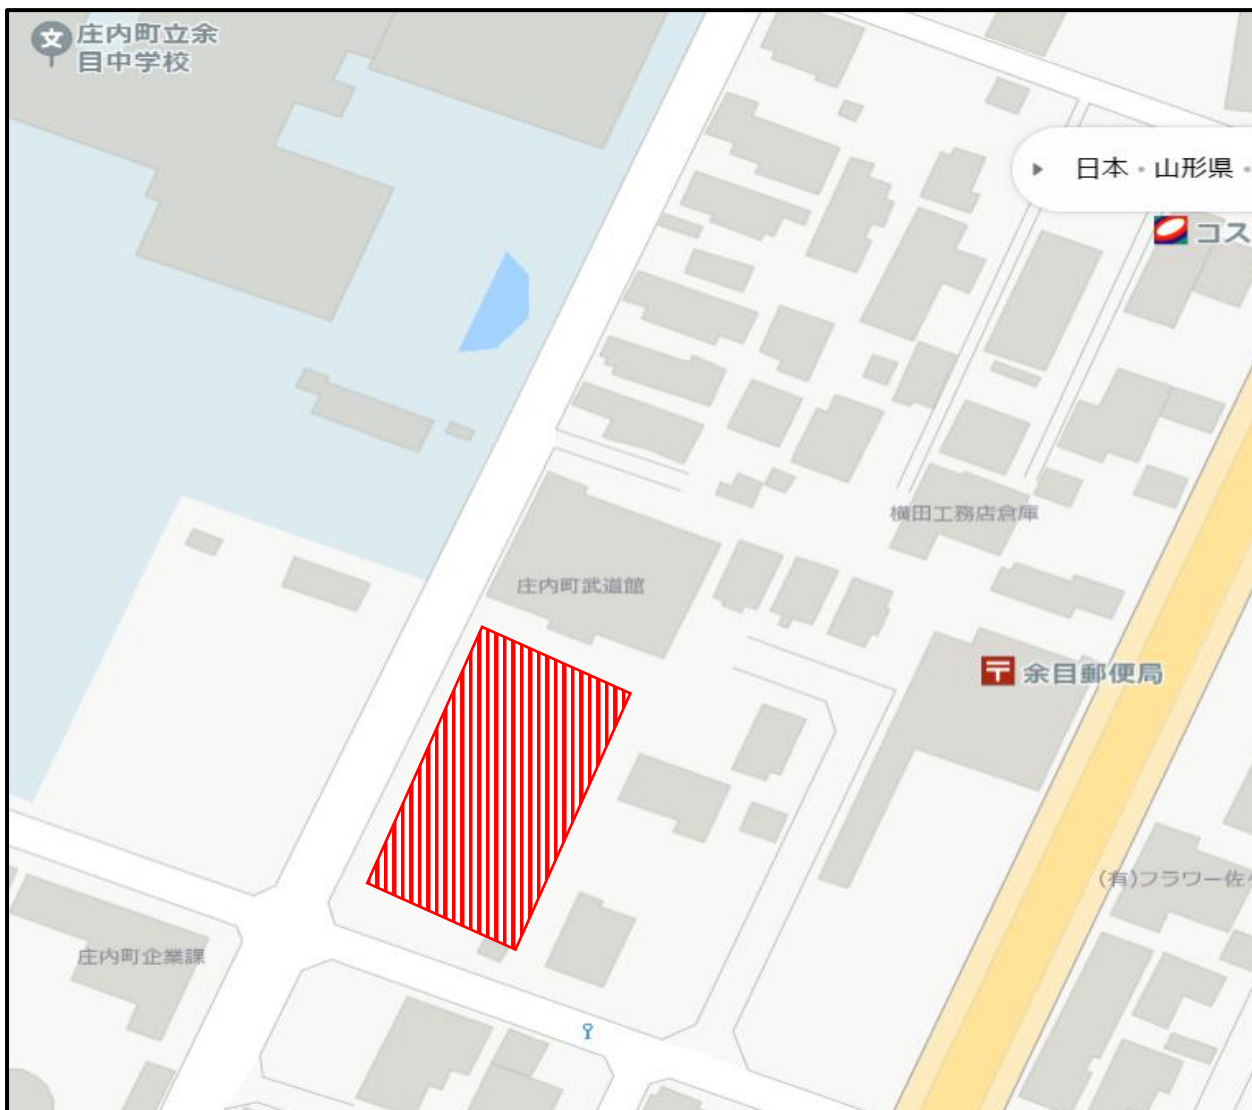 庄内町立余
目中学校
日本・山形県・
コス
横田工務店倉庫
庄内町武道館
余目郵便局
(有)フラワー佐々
庄内町企業課